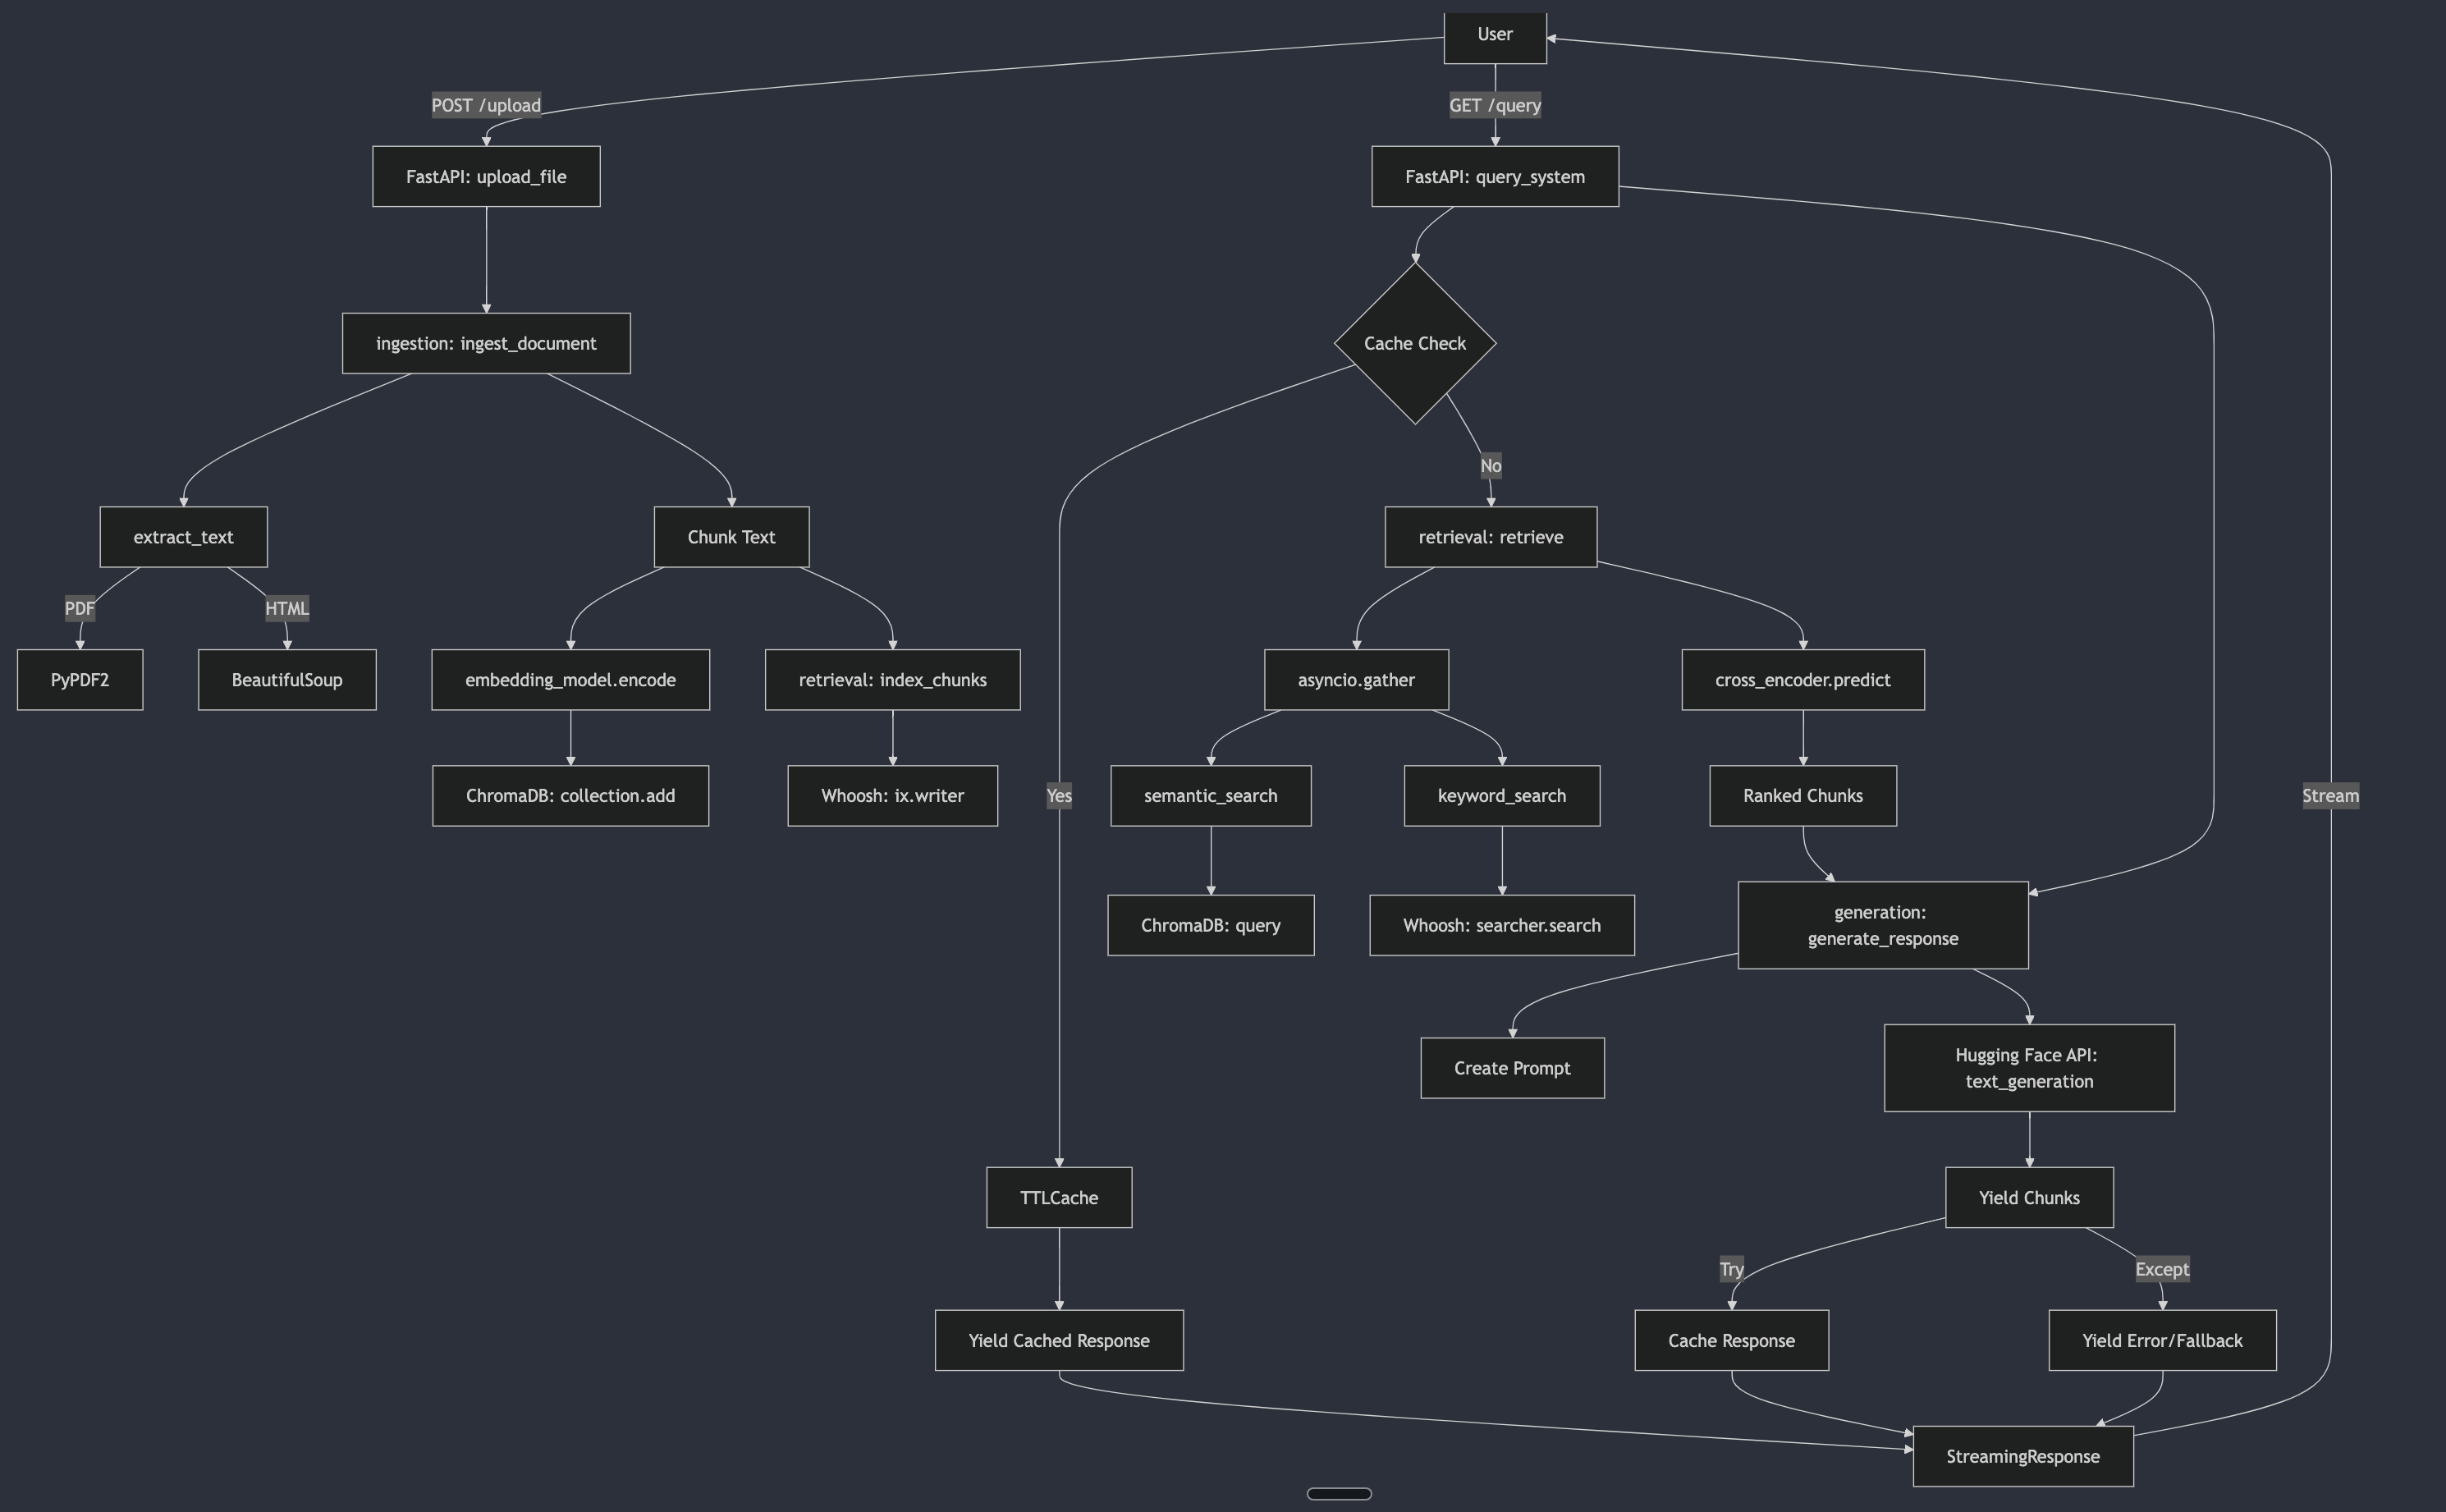 User
POST /upload
GET /query
FastAPI: upload_file
FastAPI: query_system
ingestion: ingest_document
Cache Check
No
extract_text
Chunk Text
retrieval: retrieve
PDF
HTML
PyPDF2
BeautifulSoup
embedding_model.encode
retrieval: index_chunks
asyncio.gather
cross_encoder.predict
ChromaDB: collection.add
Whoosh: ix.writer
Yes
semantic_search
keyword_search
Ranked Chunks
Stream
ChromaDB: query
Whoosh: searcher.search
generation:
generate_response
Create Prompt
Hugging Face API:
text_generation
TTLCache
Yield Chunks
Try
Except
Yield Cached Response
Cache Response
Yield Error/Fallback
StreamingResponse